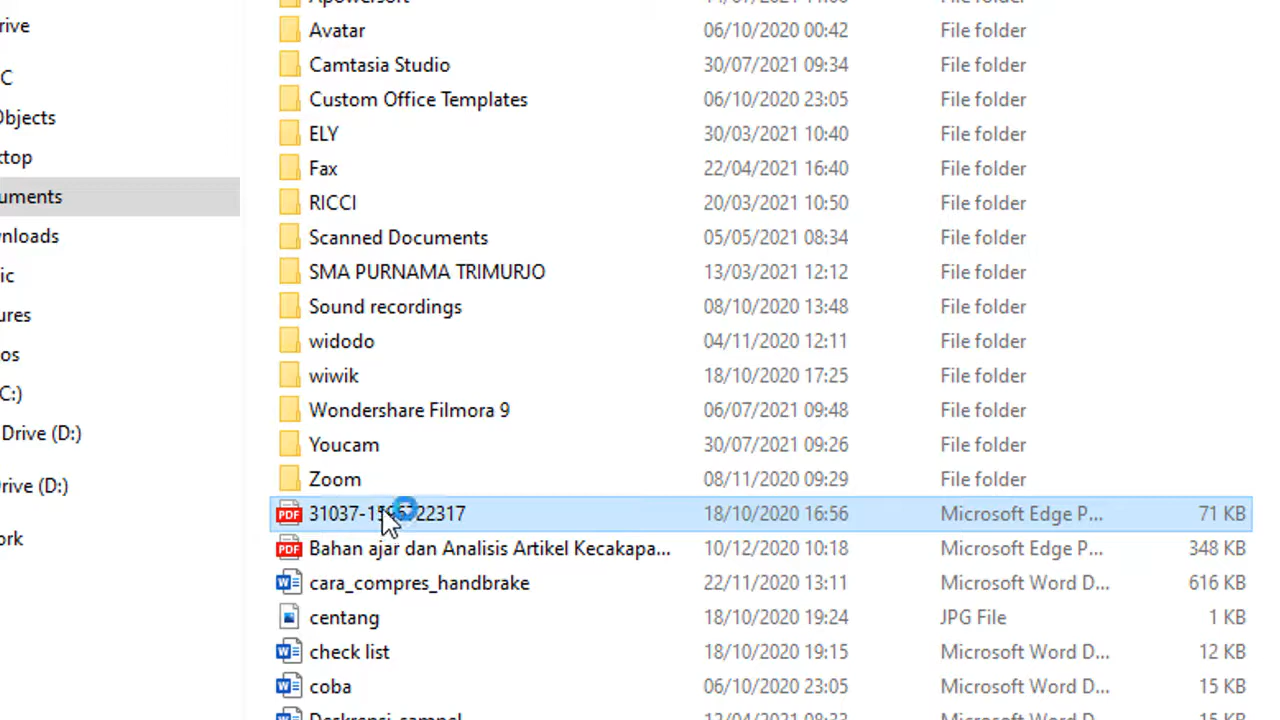 Avatar 06/10/2020 00:42 File folder
rive
Camtasia Studio 30/07/2021 09:34 File folder
C
Custom Office Templates 06/10/2020 23:05 File folder
Objects
ELY 30/03/2021 10:40 File folder
top
Fax 22/04/2021 16:40 File folder
uments
RICCI 20/03/2021 10:50 File folder
nloads
Scanned Documents 05/05/2021 08:34 File folder
ic
SMA PURNAMA TRIMURJO 13/03/2021 12:12 File folder
ures
Sound recordings 08/10/2020 13:48 File folder
os
widodo 04/11/2020 12:11 File folder
wiwik 18/10/2020 17:25 File folder
C:)
Wondershare Filmora 9 06/07/2021 09:48 File folder
Drive (D:)
Youcam 30/07/2021 09:26 File folder
Zoom 08/11/2020 09:29 File folder
rive (D:)
18/10/2020 16:56 Microsoft Edge P... 71 KB
ork
PDF Bahan ajar dan Analisis Artikel Kecakapa... 10/12/2020 10:18 Microsoft Edge P... 348 KB
cara_compres_handbrake 22/11/2020 13:11 Microsoft Word D... 616 KB
centang 18/10/2020 19:24 JPG File 1 KB
check list 18/10/2020 19:15 Microsoft Word D... 12 KB
coba 06/10/2020 23:05 Microsoft Word D... 15 KB